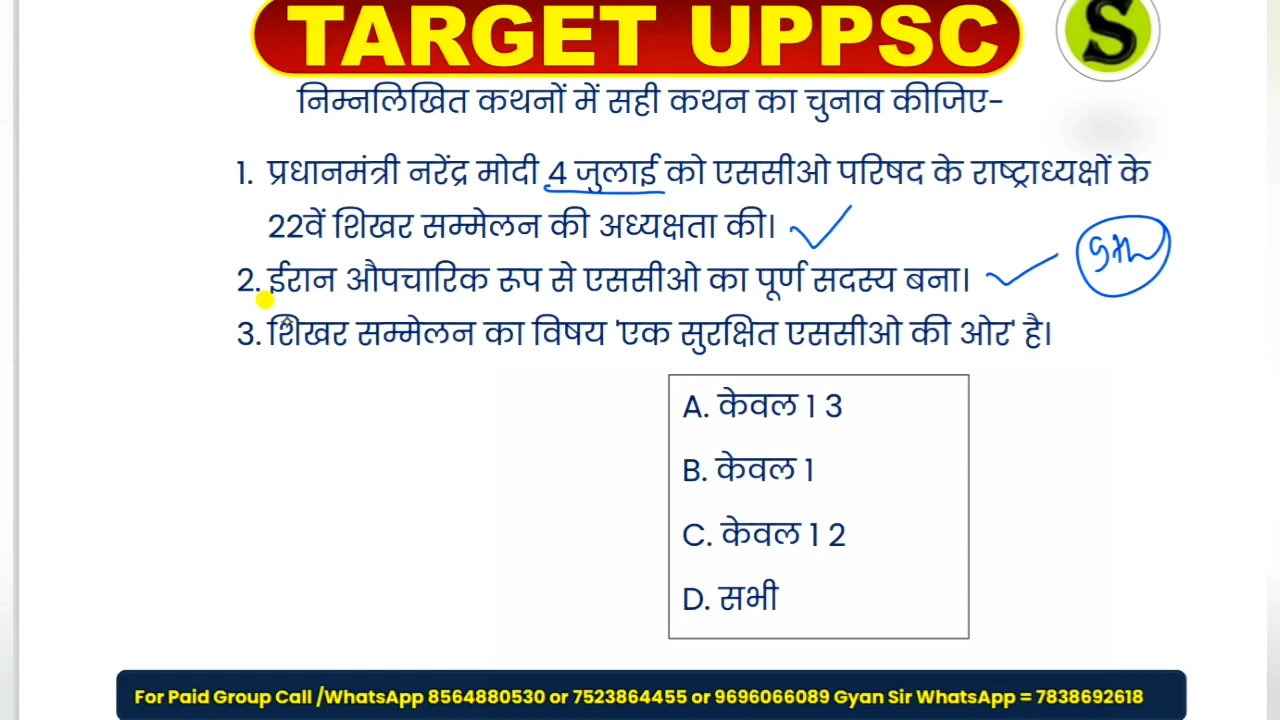 TARGET UPPSC
S
निम्नलिखित कथनों में सही कथन का चुनाव कीजिए-
1. प्रधानमंत्री नरेंद्र मोदी 4 जुलाई को एससीओ परिषद के राष्ट्राध्यक्षों के
22वें शिखर सम्मेलन की अध्यक्षता की।
2. ईरान औपचारिक रूप से एससीओ का पूर्ण सदस्य बना।
3. शिखर सम्मेलन का विषय 'एक सुरक्षित एससीओ की ओर' है।
A. केवल 1 3
B. केवल 1
C. केवल 1 2
D. सभी
For Paid Group Call /WhatsApp 8564880530 or 7523864455 or 9696066089 Gyan Sir WhatsApp = 7838692618